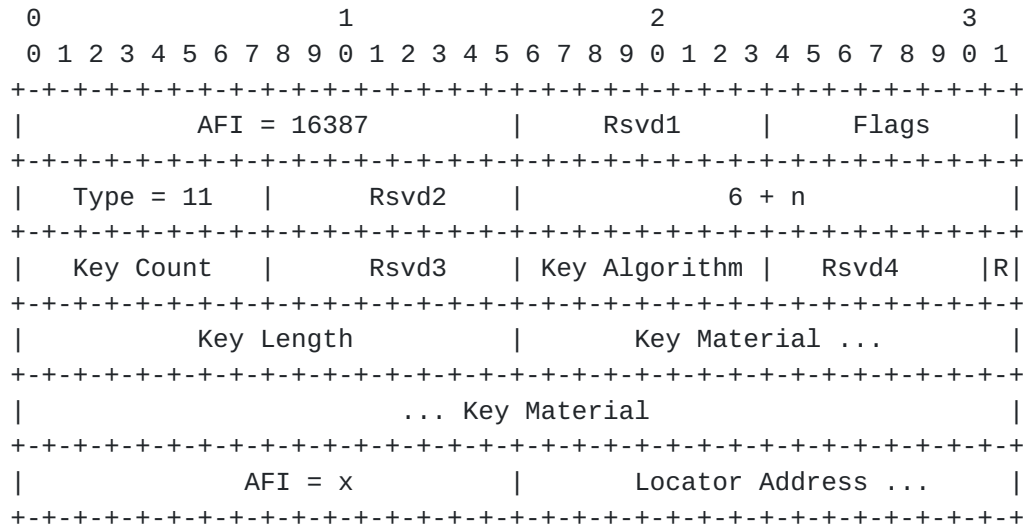 0                   1                   2                   3
0 1 2 3 4 5 6 7 8 9 0 1 2 3 4 5 6 7 8 9 0 1 2 3 4 5 6 7 8 9 0 1
+-+-+-+-+-+-+-+-+-+-+-+-+-+-+-+-+-+-+-+-+-+-+-+-+-+-+-+-+-+-+-+-+
|           AFI = 16387         |     Rsvd1     |     Flags     |
+-+-+-+-+-+-+-+-+-+-+-+-+-+-+-+-+-+-+-+-+-+-+-+-+-+-+-+-+-+-+-+-+
|   Type = 11   |      Rsvd2    |             6 + n             |
+-+-+-+-+-+-+-+-+-+-+-+-+-+-+-+-+-+-+-+-+-+-+-+-+-+-+-+-+-+-+-+-+
|   Key Count   |      Rsvd3    | Key Algorithm |   Rsvd4     |R|
+-+-+-+-+-+-+-+-+-+-+-+-+-+-+-+-+-+-+-+-+-+-+-+-+-+-+-+-+-+-+-+-+
|           Key Length          |       Key Material ...        |
+-+-+-+-+-+-+-+-+-+-+-+-+-+-+-+-+-+-+-+-+-+-+-+-+-+-+-+-+-+-+-+-+
|                        ... Key Material                       |
+-+-+-+-+-+-+-+-+-+-+-+-+-+-+-+-+-+-+-+-+-+-+-+-+-+-+-+-+-+-+-+-+
|              AFI = x          |       Locator Address ...     |
+-+-+-+-+-+-+-+-+-+-+-+-+-+-+-+-+-+-+-+-+-+-+-+-+-+-+-+-+-+-+-+-+